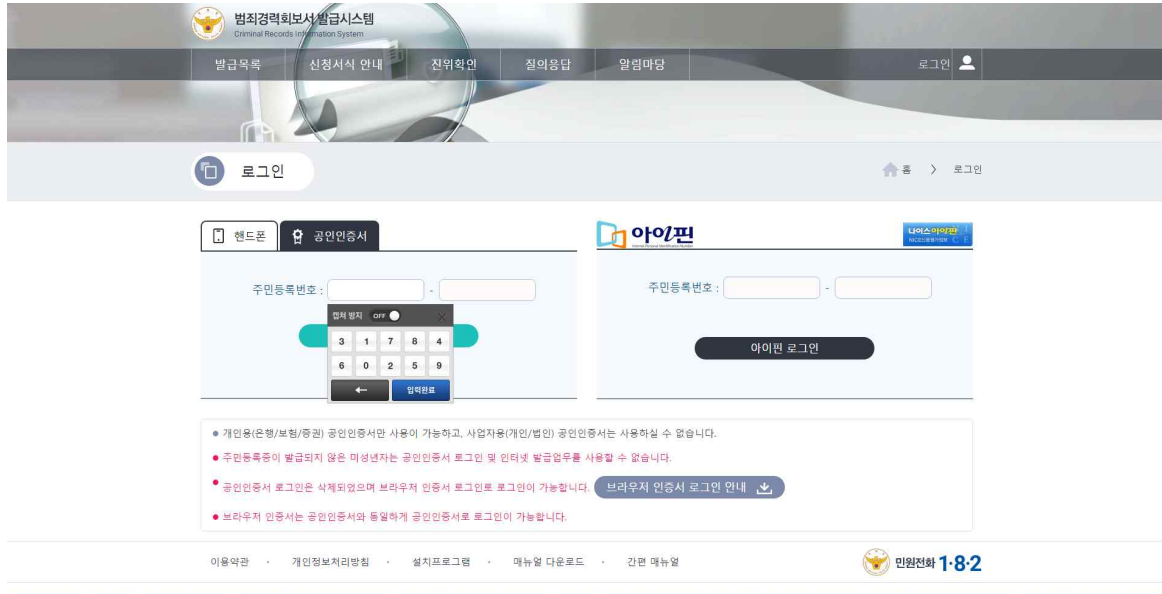 범죄경력회보서 발급시스템
Criminal Records Information System
발급목록 신청서식 안내 진위확인 질의응답 알림마당 로그인
로그인
홈 > 로그인
핸드폰 공인인증서
아이핀
나이스아이핀
주민등록번호 : -
주민등록번호 : -
캡처 방지 OFF
3 1 7 8 4
6 0 2 5 9
← 입력완료
아이핀 로그인
● 개인용(은행/보험/증권) 공인인증서만 사용이 가능하고, 사업자용(개인/법인) 공인인증서는 사용하실 수 없습니다.
● 주민등록증이 발급되지 않은 미성년자는 공인인증서 로그인 및 인터넷 발급업무를 사용할 수 없습니다.
● 공인인증서 로그인은 삭제되었으며 브라우저 인증서 로그인로 로그인이 가능합니다. 브라우저 인증서 로그인 안내
● 브라우저 인증서는 공인인증서와 동일하게 공인인증서로 로그인이 가능합니다.
이용약관 · 개인정보처리방침 · 설치프로그램 · 매뉴얼 다운로드 · 간편 매뉴얼
민원전화 1·8·2